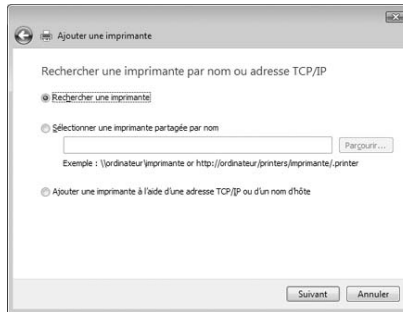 Ajouter une imprimante
Rechercher une imprimante par nom ou adresse TCP/IP
Rechercher une imprimante
Sélectionner une imprimante partagée par nom
Parcourir...
Exemple : \\ordinateur\imprimante or http://ordinateur/printers/imprimante/.printer
Ajouter une imprimante à l'aide d'une adresse TCP/IP ou d'un nom d'hôte
Suivant Annuler